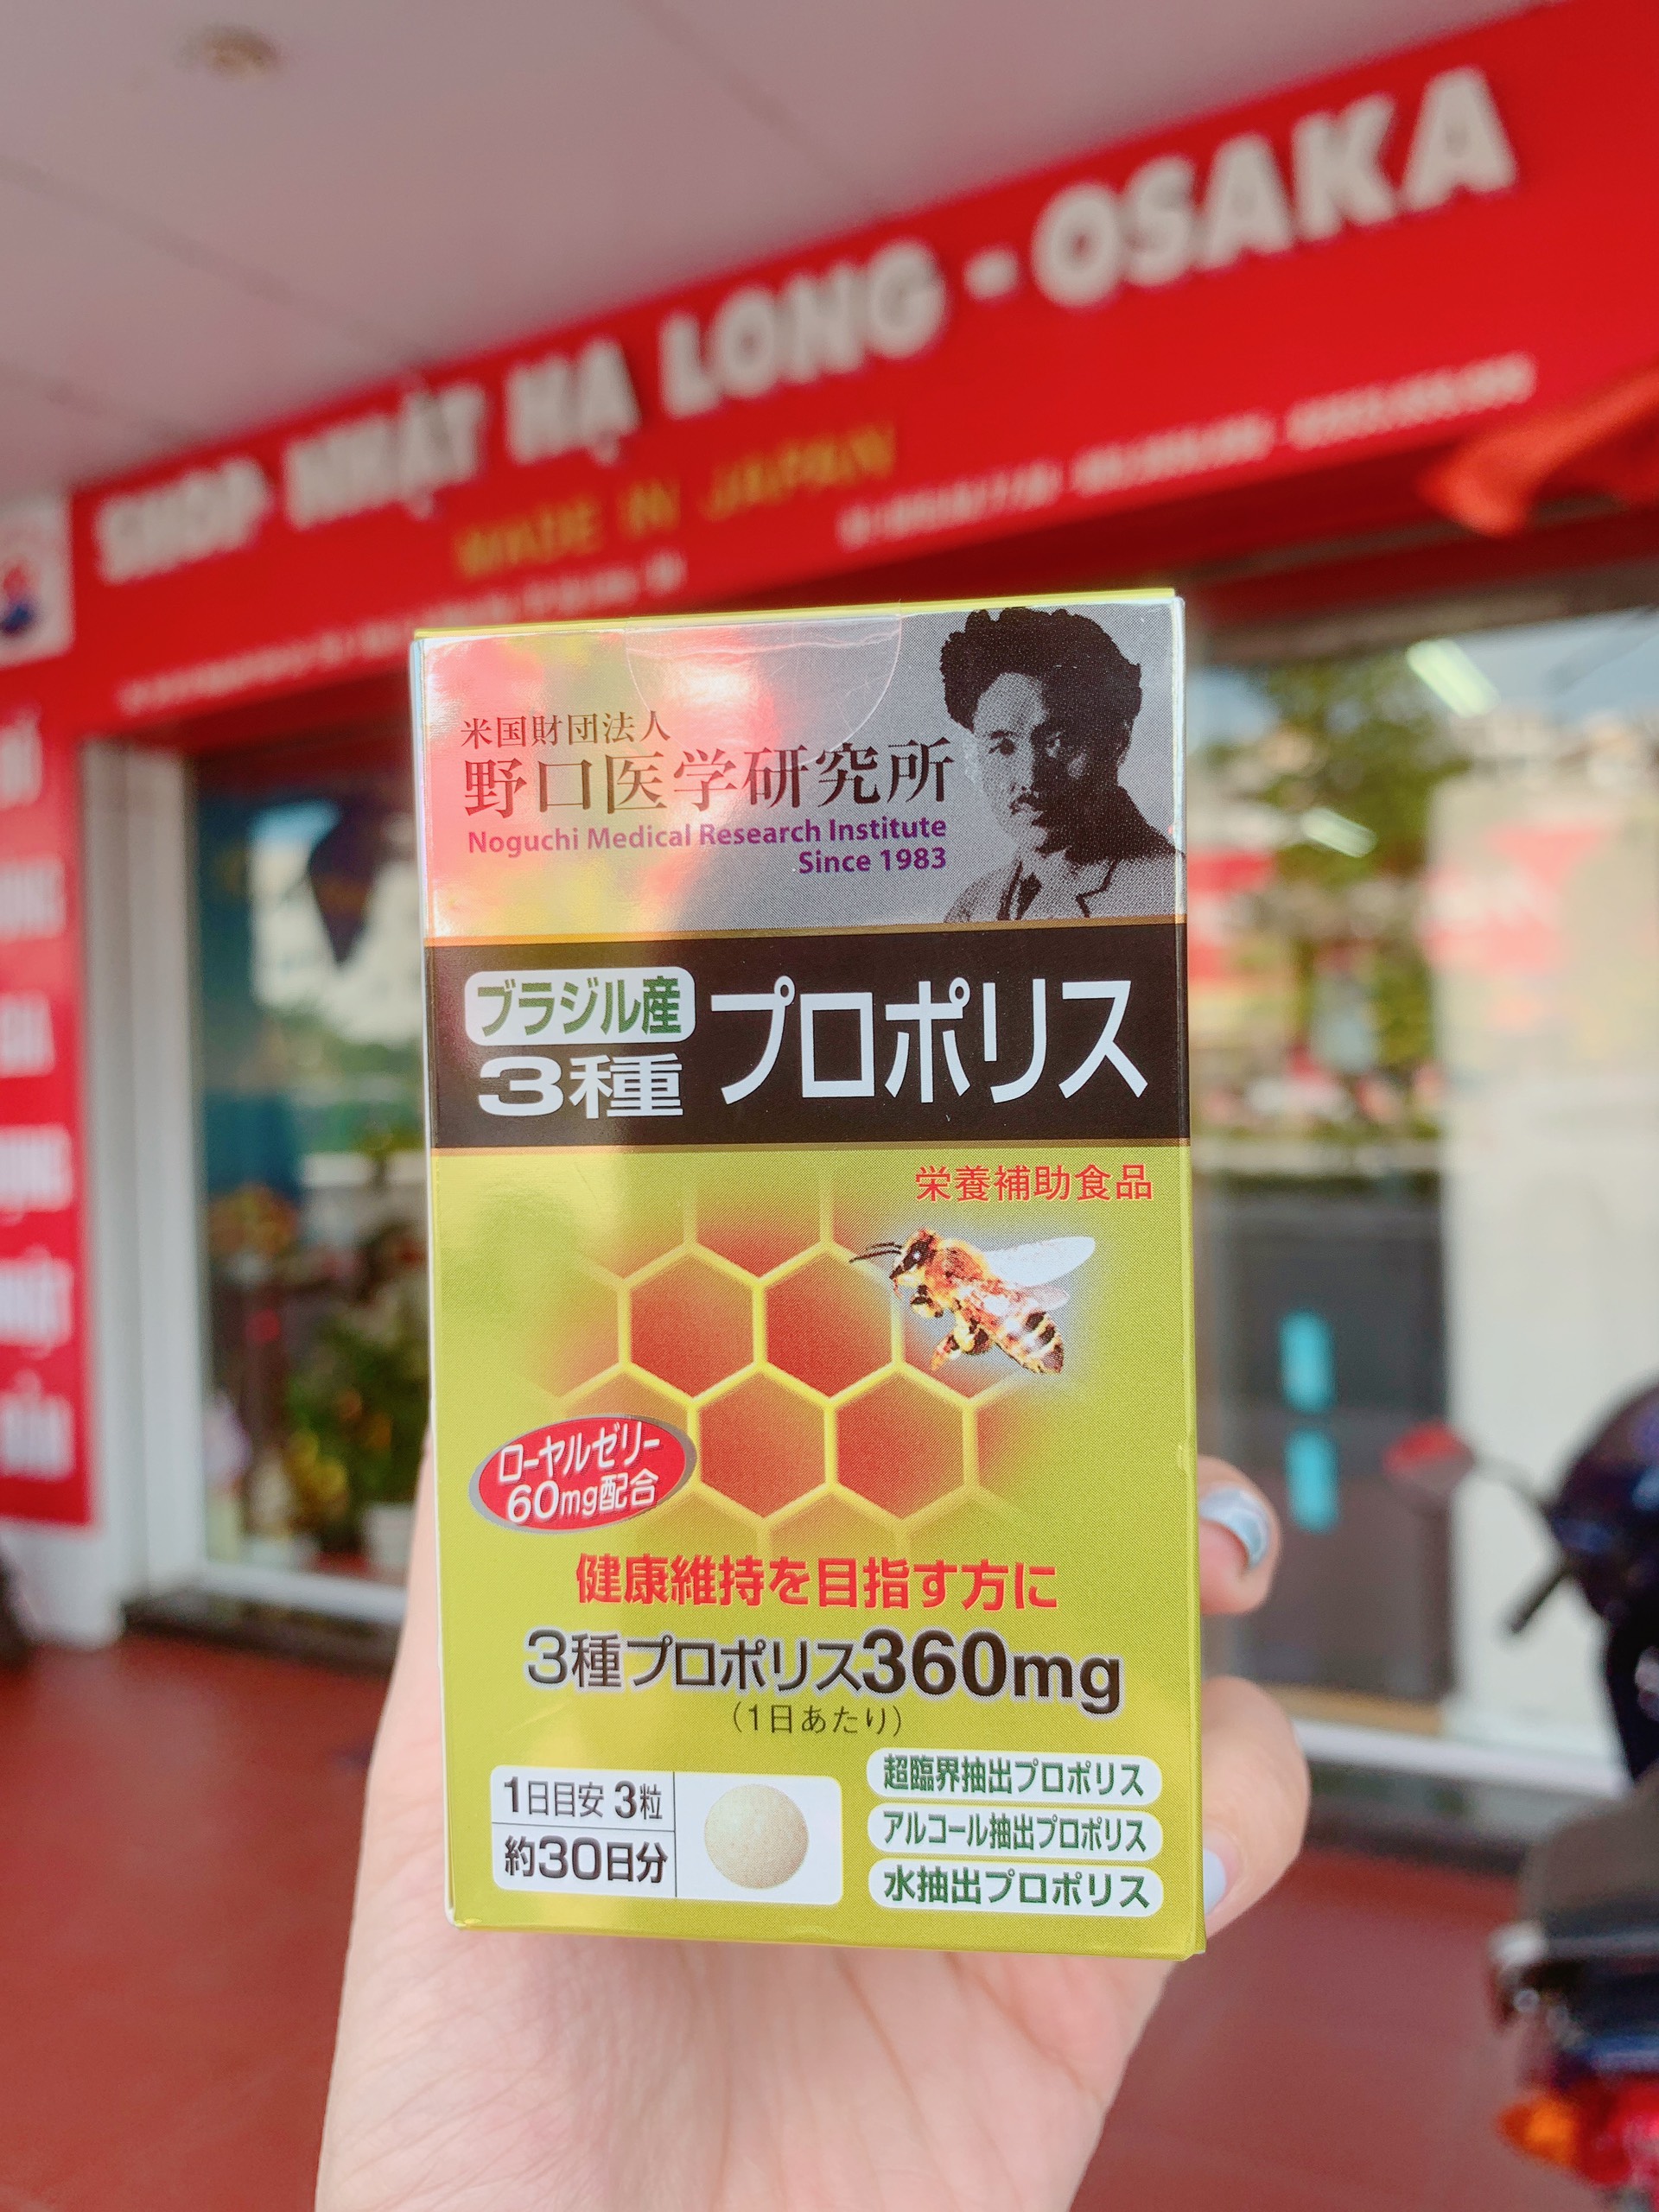 SHOP NHẬT HẠ LONG - OSAKA
MADE IN JAPAN
米国財団法人
野口医学研究所
Noguchi Medical Research Institute
Since 1983
ブラジル産
3種
プロポリス
栄養補助食品
ローヤルゼリー
60mg配合
健康維持を目指す方に
3種プロポリス360mg
(1日あたり)
1日目安 3粒
約30日分
超臨界抽出プロポリス
アルコール抽出プロポリス
水抽出プロポリス